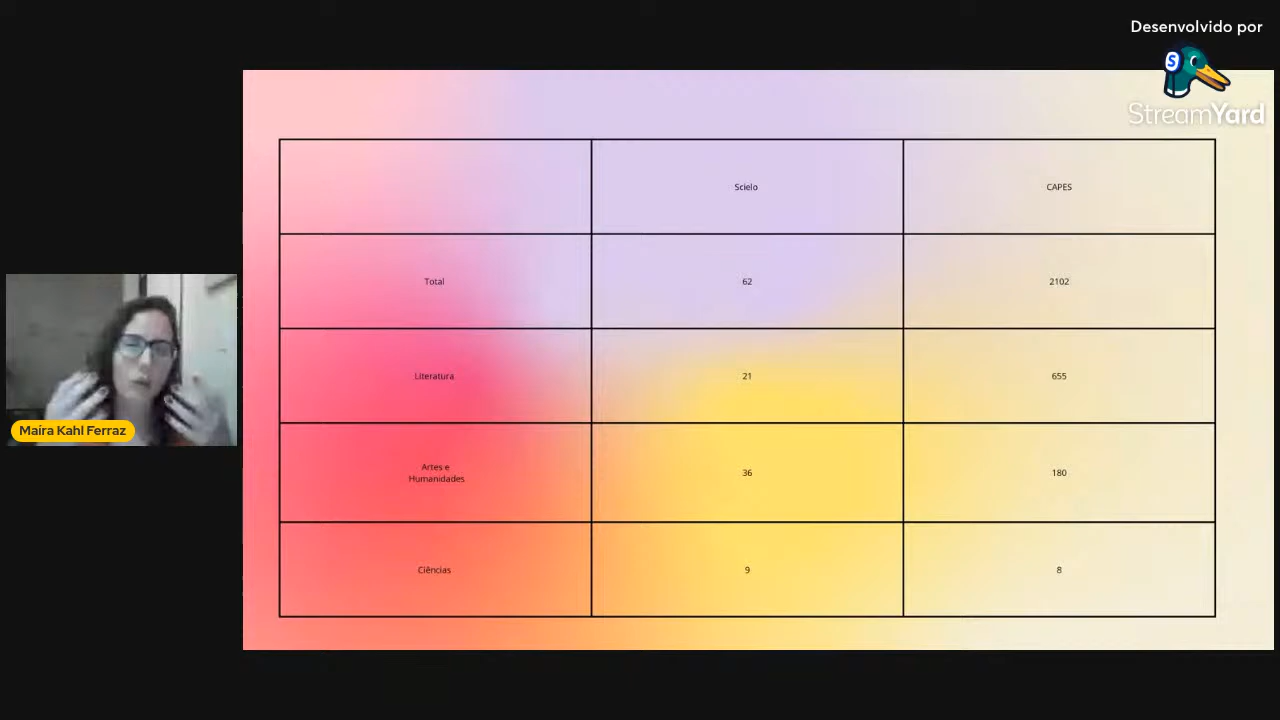 Desenvolvido por
S
StreamYard
Scielo
CAPES
Total
62
2102
Literatura
21
655
Artes e
Humanidades
36
180
Ciências
9
8
Maíra Kahl Ferraz